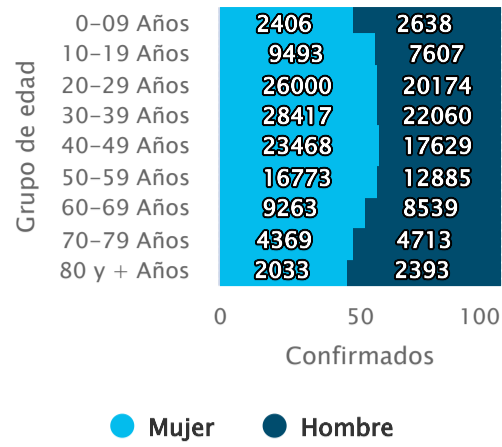 0-09 Años 2406 2638
10-19 Años 9493 7607
20-29 Años 26000 20174
30-39 Años 28417 22060
40-49 Años 23468 17629
50-59 Años 16773 12885
60-69 Años 9263 8539
70-79 Años 4369 4713
80 y + Años 2033 2393
Grupo de edad
0 50 100
Confirmados
Mujer Hombre